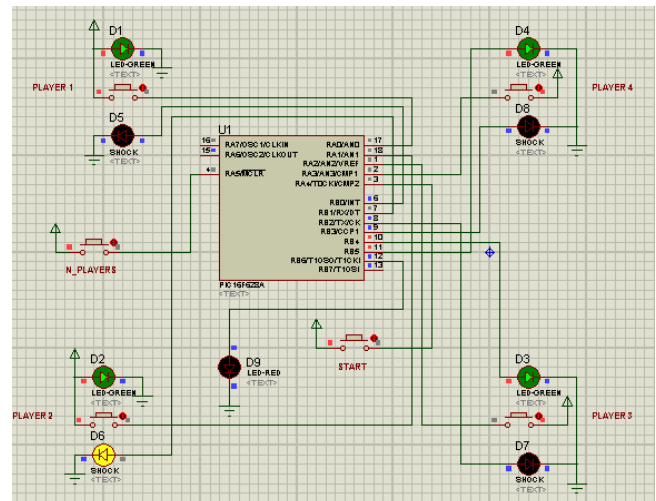 D1
LED-GREEN
<TEXT>
PLAYER 1
D5
SHOCK
<TEXT>
D4
LED-GREEN
<TEXT>
PLAYER 4
D8
SHOCK
<TEXT>
U1
16 RA7/OSC1/CLKIN RA0/AN0 17
15 RA6/OSC2/CLKOUT RA1/AN1 18
RA2/AN2/VREF 1
4 RA5/MCLR RA3/AN3/CMP1 2
RA4/T0CKI/CMP2 3
RB0/INT 6
RB1/RX/DT 7
RB2/TX/CK 8
RB3/CCP1 9
RB4 10
RB5 11
RB6/T1OSO/T1CKI 12
RB7/T1OSI 13
PIC16F628A
<TEXT>
N_PLAYERS
START
D9
LED-RED
<TEXT>
D2
LED-GREEN
<TEXT>
PLAYER 2
D6
SHOCK
<TEXT>
D3
LED-GREEN
<TEXT>
PLAYER 3
D7
SHOCK
<TEXT>